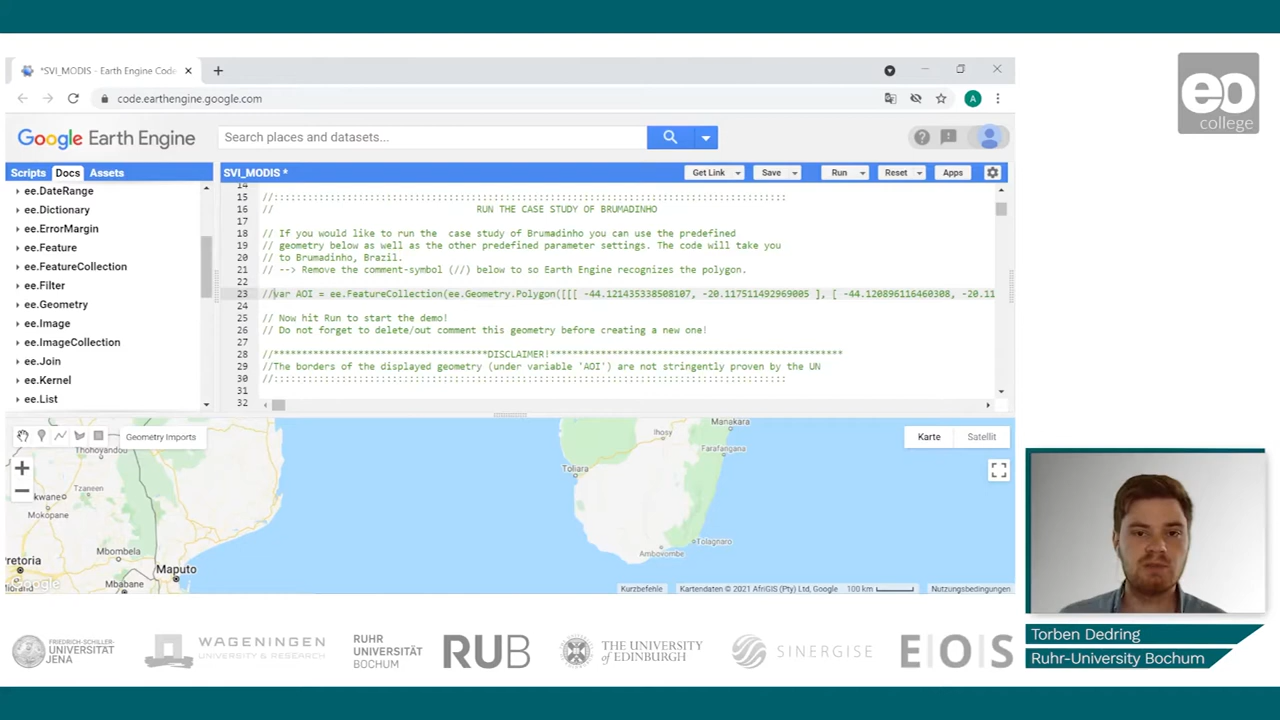 *SVI_MODIS - Earth Engine Code
code.earthengine.google.com
A
eo
college
Google Earth Engine
Search places and datasets...
Scripts Docs Assets
SVI_MODIS *
Get Link Save Run Reset Apps
ee.DateRange
ee.Dictionary
ee.ErrorMargin
ee.Feature
ee.FeatureCollection
ee.Filter
ee.Geometry
ee.Image
ee.ImageCollection
ee.Join
ee.Kernel
ee.List
14
15 //::::::::::::::::::::::::::::::::::::::::::::::::::::::::::::::::::::::::::::::::::::::::::
16 // RUN THE CASE STUDY OF BRUMADINHO
17
18 // If you would like to run the case study of Brumadinho you can use the predefined
19 // geometry below as well as the other predefined parameter settings. The code will take you
20 // to Brumadinho, Brazil.
21 // --> Remove the comment-symbol (//) below to so Earth Engine recognizes the polygon.
22
23 //var AOI = ee.FeatureCollection(ee.Geometry.Polygon([[[ -44.121435338508107, -20.117511492969005 ], [ -44.120896116460308, -20.11
24
25 // Now hit Run to start the demo!
26 // Do not forget to delete/out comment this geometry before creating a new one!
27
28 //*************************************DISCLAIMER!***************************************************
29 //The borders of the displayed geometry (under variable 'AOI') are not stringently proven by the UN
30 //::::::::::::::::::::::::::::::::::::::::::::::::::::::::::::::::::::::::::::::::::::::::::
31
32
Geometry Imports
Karte Satellit
Thohoyandou
Tzaneen
Mokopane
Mbombela
Maputo
Mbabane
Toliara
Ihosy
Manakara
Farafangana
Tolagnaro
Ambovombe
Google
Kurzbefehle
Kartendaten © 2021 AfriGIS (Pty) Ltd, Google
100 km
Nutzungsbedingungen
Torben Dedring
Ruhr-University Bochum
FRIEDRICH-SCHILLER-
UNIVERSITÄT
JENA
WAGENINGEN
UNIVERSITY & RESEARCH
RUHR
UNIVERSITÄT
BOCHUM
RUB
THE UNIVERSITY
of EDINBURGH
SINERGISE
E|O|S